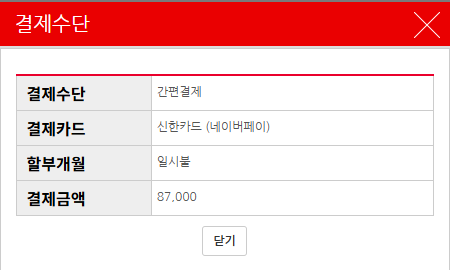 결제수단
결제수단 간편결제
결제카드 신한카드 (네이버페이)
할부개월 일시불
결제금액 87,000
닫기